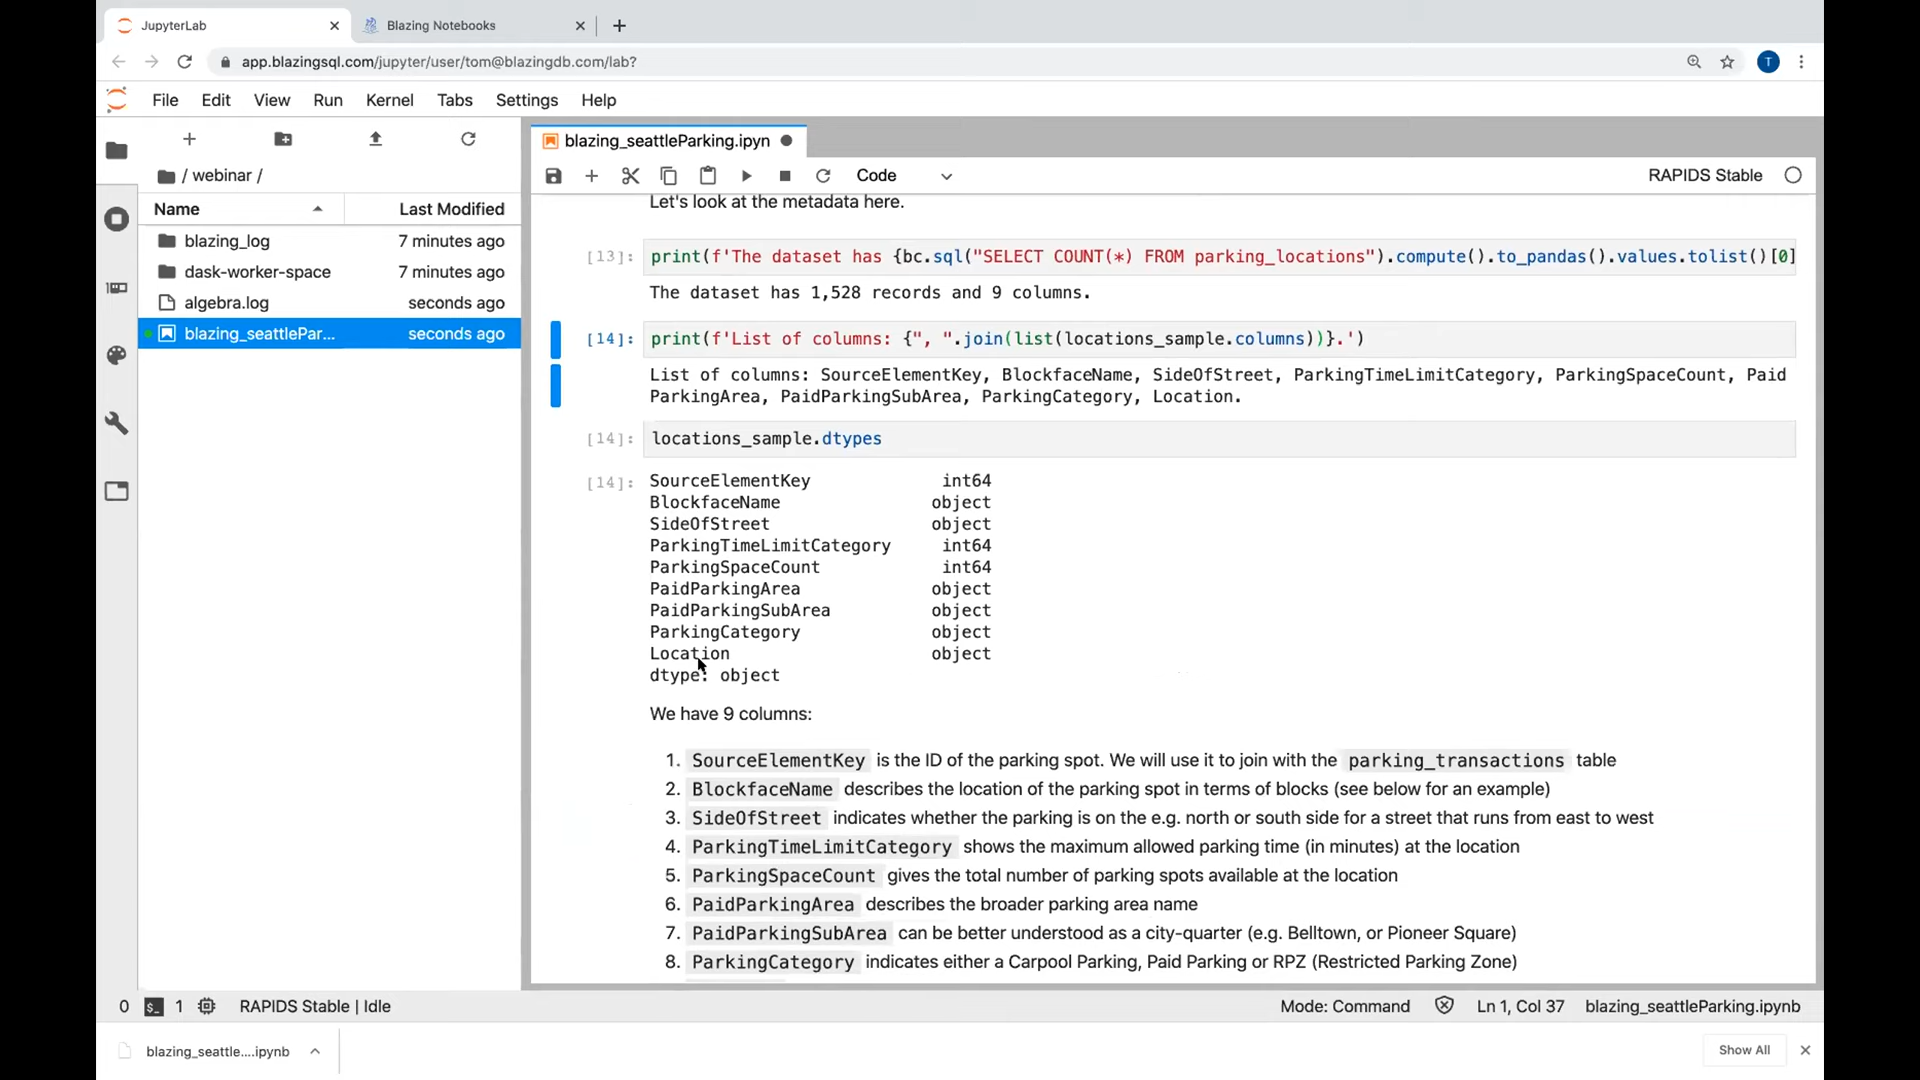 JupyterLab
Blazing Notebooks
app.blazingsql.com/jupyter/user/tom@blazingdb.com/lab?
T
File Edit View Run Kernel Tabs Settings Help
/ webinar /
Name Last Modified
blazing_log 7 minutes ago
dask-worker-space 7 minutes ago
algebra.log seconds ago
blazing_seattlePar... seconds ago
blazing_seattleParking.ipyn
Code
RAPIDS Stable
Let's look at the metadata here.
[13]: print(f'The dataset has {bc.sql("SELECT COUNT(*) FROM parking_locations").compute().to_pandas().values.tolist()[0]
The dataset has 1,528 records and 9 columns.
[14]: print(f'List of columns: {", ".join(list(locations_sample.columns))}.')
List of columns: SourceElementKey, BlockfaceName, SideOfStreet, ParkingTimeLimitCategory, ParkingSpaceCount, Paid
ParkingArea, PaidParkingSubArea, ParkingCategory, Location.
[14]: locations_sample.dtypes
[14]: SourceElementKey int64
BlockfaceName object
SideOfStreet object
ParkingTimeLimitCategory int64
ParkingSpaceCount int64
PaidParkingArea object
PaidParkingSubArea object
ParkingCategory object
Location object
dtype: object
We have 9 columns:
1. SourceElementKey is the ID of the parking spot. We will use it to join with the parking_transactions table
2. BlockfaceName describes the location of the parking spot in terms of blocks (see below for an example)
3. SideOfStreet indicates whether the parking is on the e.g. north or south side for a street that runs from east to west
4. ParkingTimeLimitCategory shows the maximum allowed parking time (in minutes) at the location
5. ParkingSpaceCount gives the total number of parking spots available at the location
6. PaidParkingArea describes the broader parking area name
7. PaidParkingSubArea can be better understood as a city-quarter (e.g. Belltown, or Pioneer Square)
8. ParkingCategory indicates either a Carpool Parking, Paid Parking or RPZ (Restricted Parking Zone)
0 $_ 1 RAPIDS Stable | Idle
Mode: Command Ln 1, Col 37 blazing_seattleParking.ipynb
blazing_seattle....ipynb
Show All